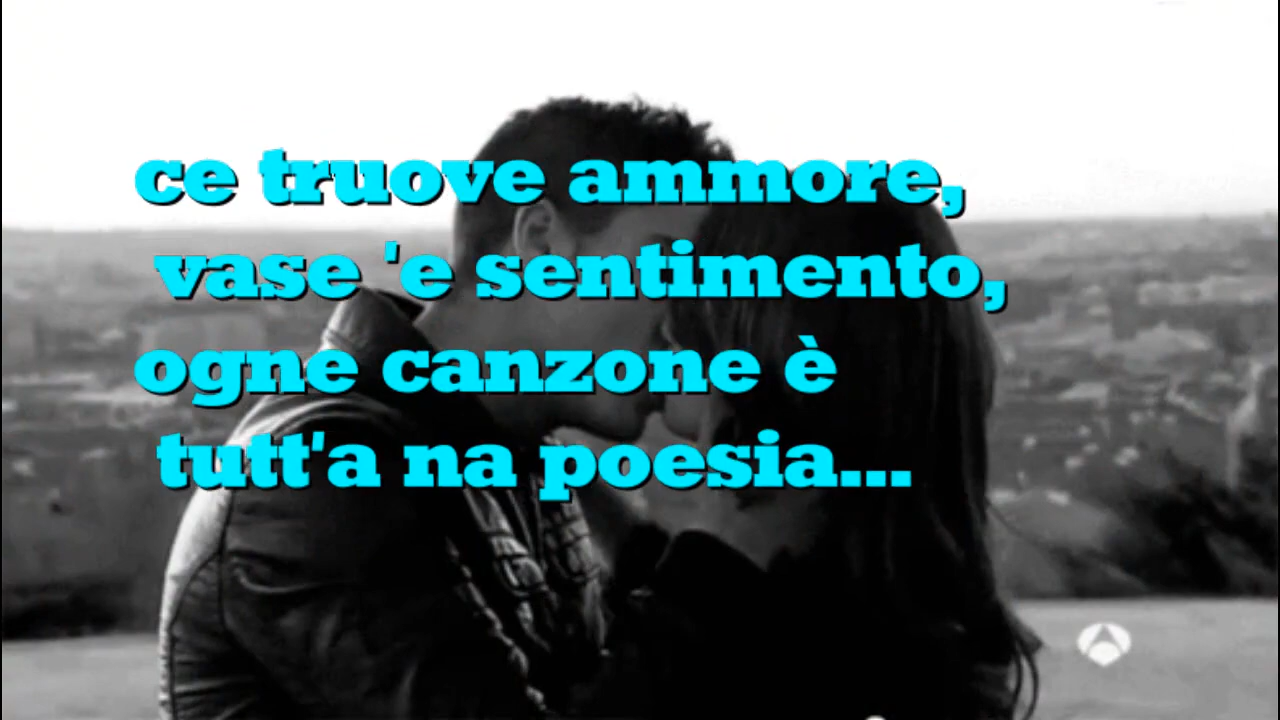 ce truove ammore,
vase 'e sentimento,
ogne canzone è
tutt'a na poesia...